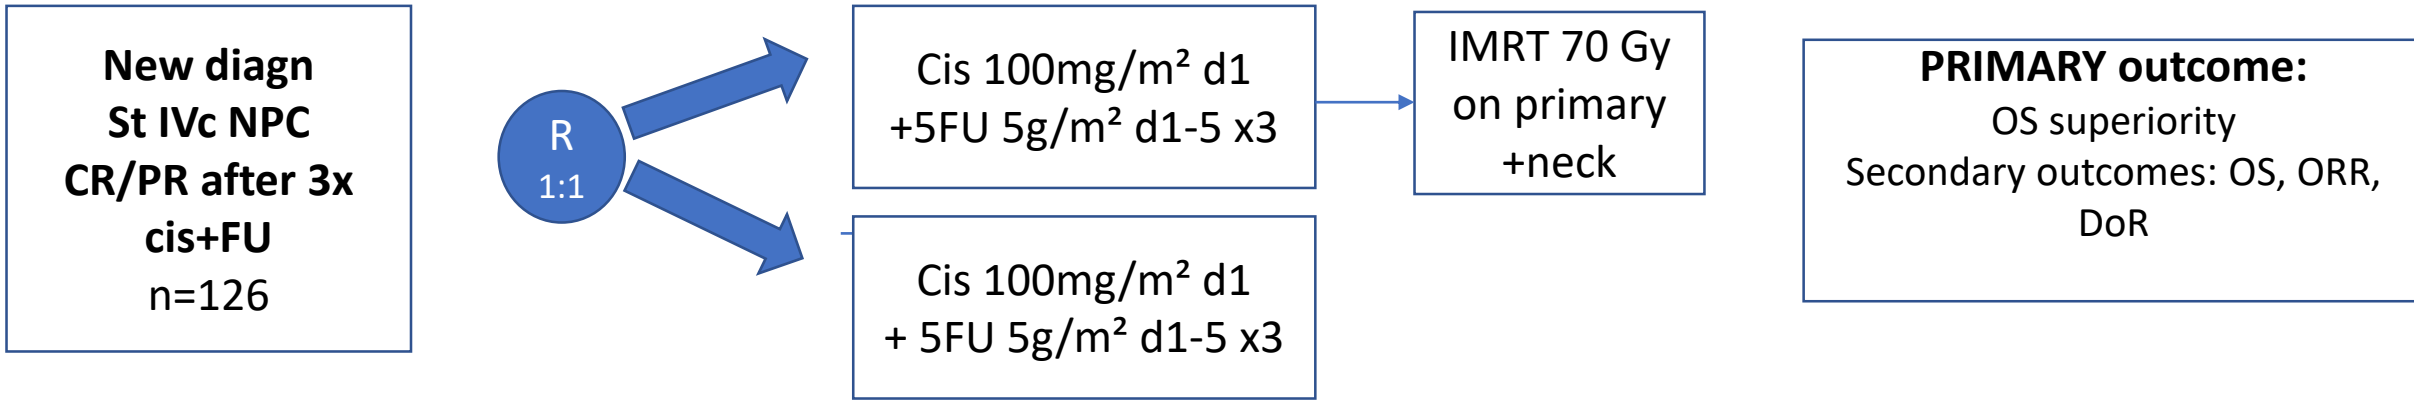 New diagn
St IVc NPC
CR/PR after 3x
cis+FU
n=126
R
1:1
Cis 100mg/m² d1
+5FU 5g/m² d1-5 x3
Cis 100mg/m² d1
+ 5FU 5g/m² d1-5 x3
IMRT 70 Gy
on primary
+neck
PRIMARY outcome:
OS superiority
Secondary outcomes: OS, ORR,
DoR